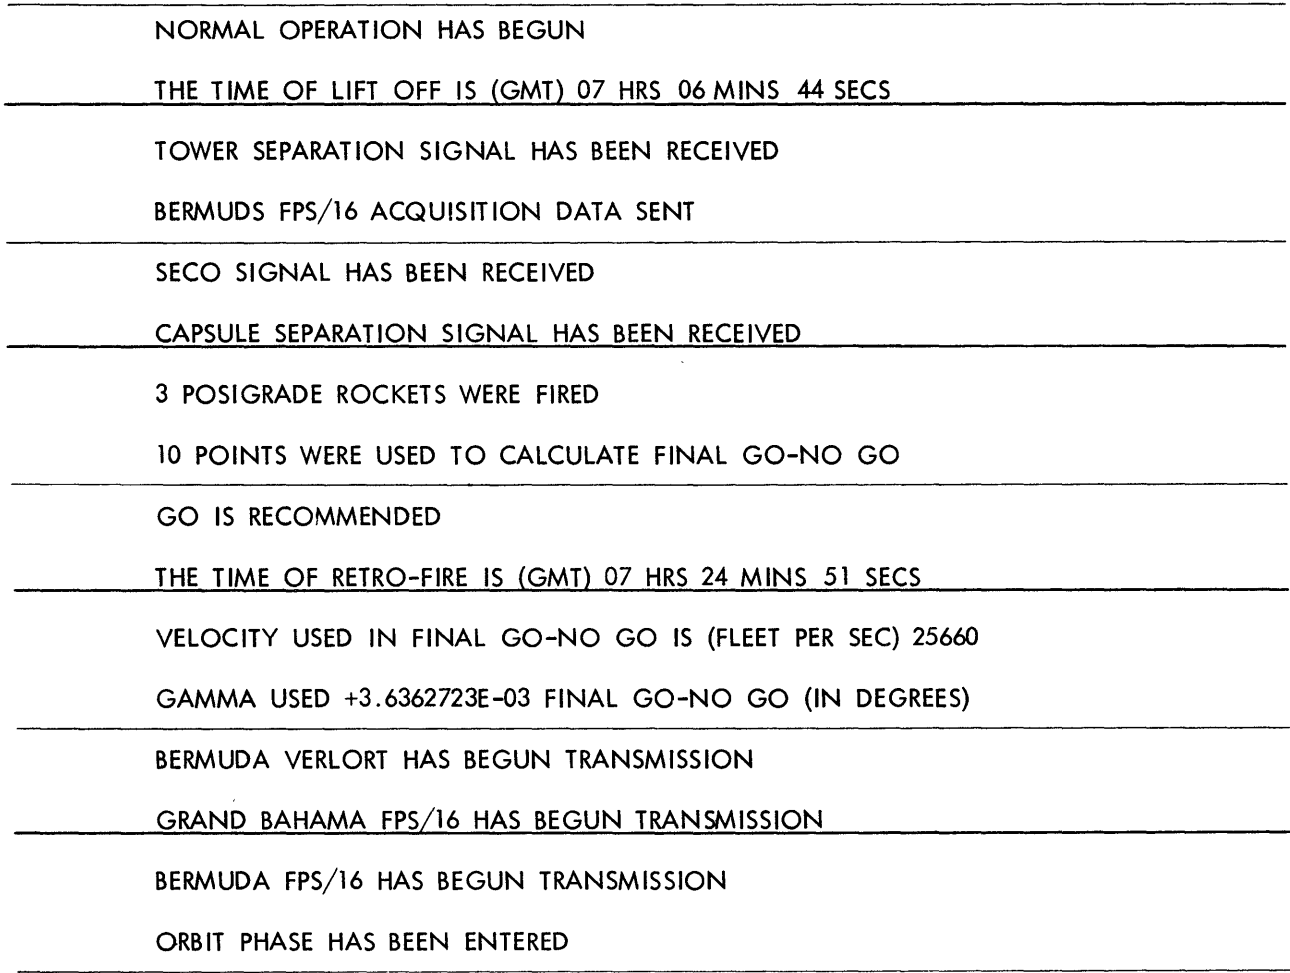 NORMAL OPERATION HAS BEGUN
THE TIME OF LIFT OFF IS (GMT) 07 HRS 06 MINS 44 SECS
TOWER SEPARATION SIGNAL HAS BEEN RECEIVED
BERMUDS FPS/16 ACQUISITION DATA SENT
SECO SIGNAL HAS BEEN RECEIVED
CAPSULE SEPARATION SIGNAL HAS BEEN RECEIVED
3 POSIGRADE ROCKETS WERE FIRED
10 POINTS WERE USED TO CALCULATE FINAL GO-NO GO
GO IS RECOMMENDED
THE TIME OF RETRO-FIRE IS (GMT) 07 HRS 24 MINS 51 SECS
VELOCITY USED IN FINAL GO-NO GO IS (FLEET PER SEC) 25660
GAMMA USED +3.6362723E-03 FINAL GO-NO GO (IN DEGREES)
BERMUDA VERLORT HAS BEGUN TRANSMISSION
GRAND BAHAMA FPS/16 HAS BEGUN TRANSMISSION
BERMUDA FPS/16 HAS BEGUN TRANSMISSION
ORBIT PHASE HAS BEEN ENTERED